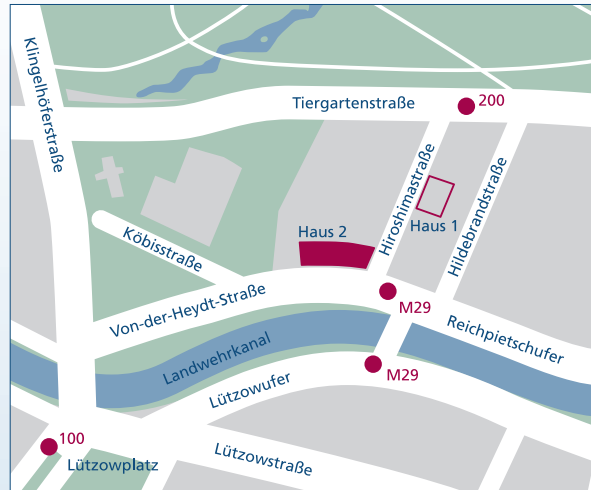 Klingelhöferstraße
Tiergartenstraße
200
Hiroshimastraße
Haus 1
Hildebrandstraße
Haus 2
Köbisstraße
Von-der-Heydt-Straße
M29
Reichpietschufer
Landwehrkanal
M29
Lützowufer
100
Lützowplatz
Lützowstraße